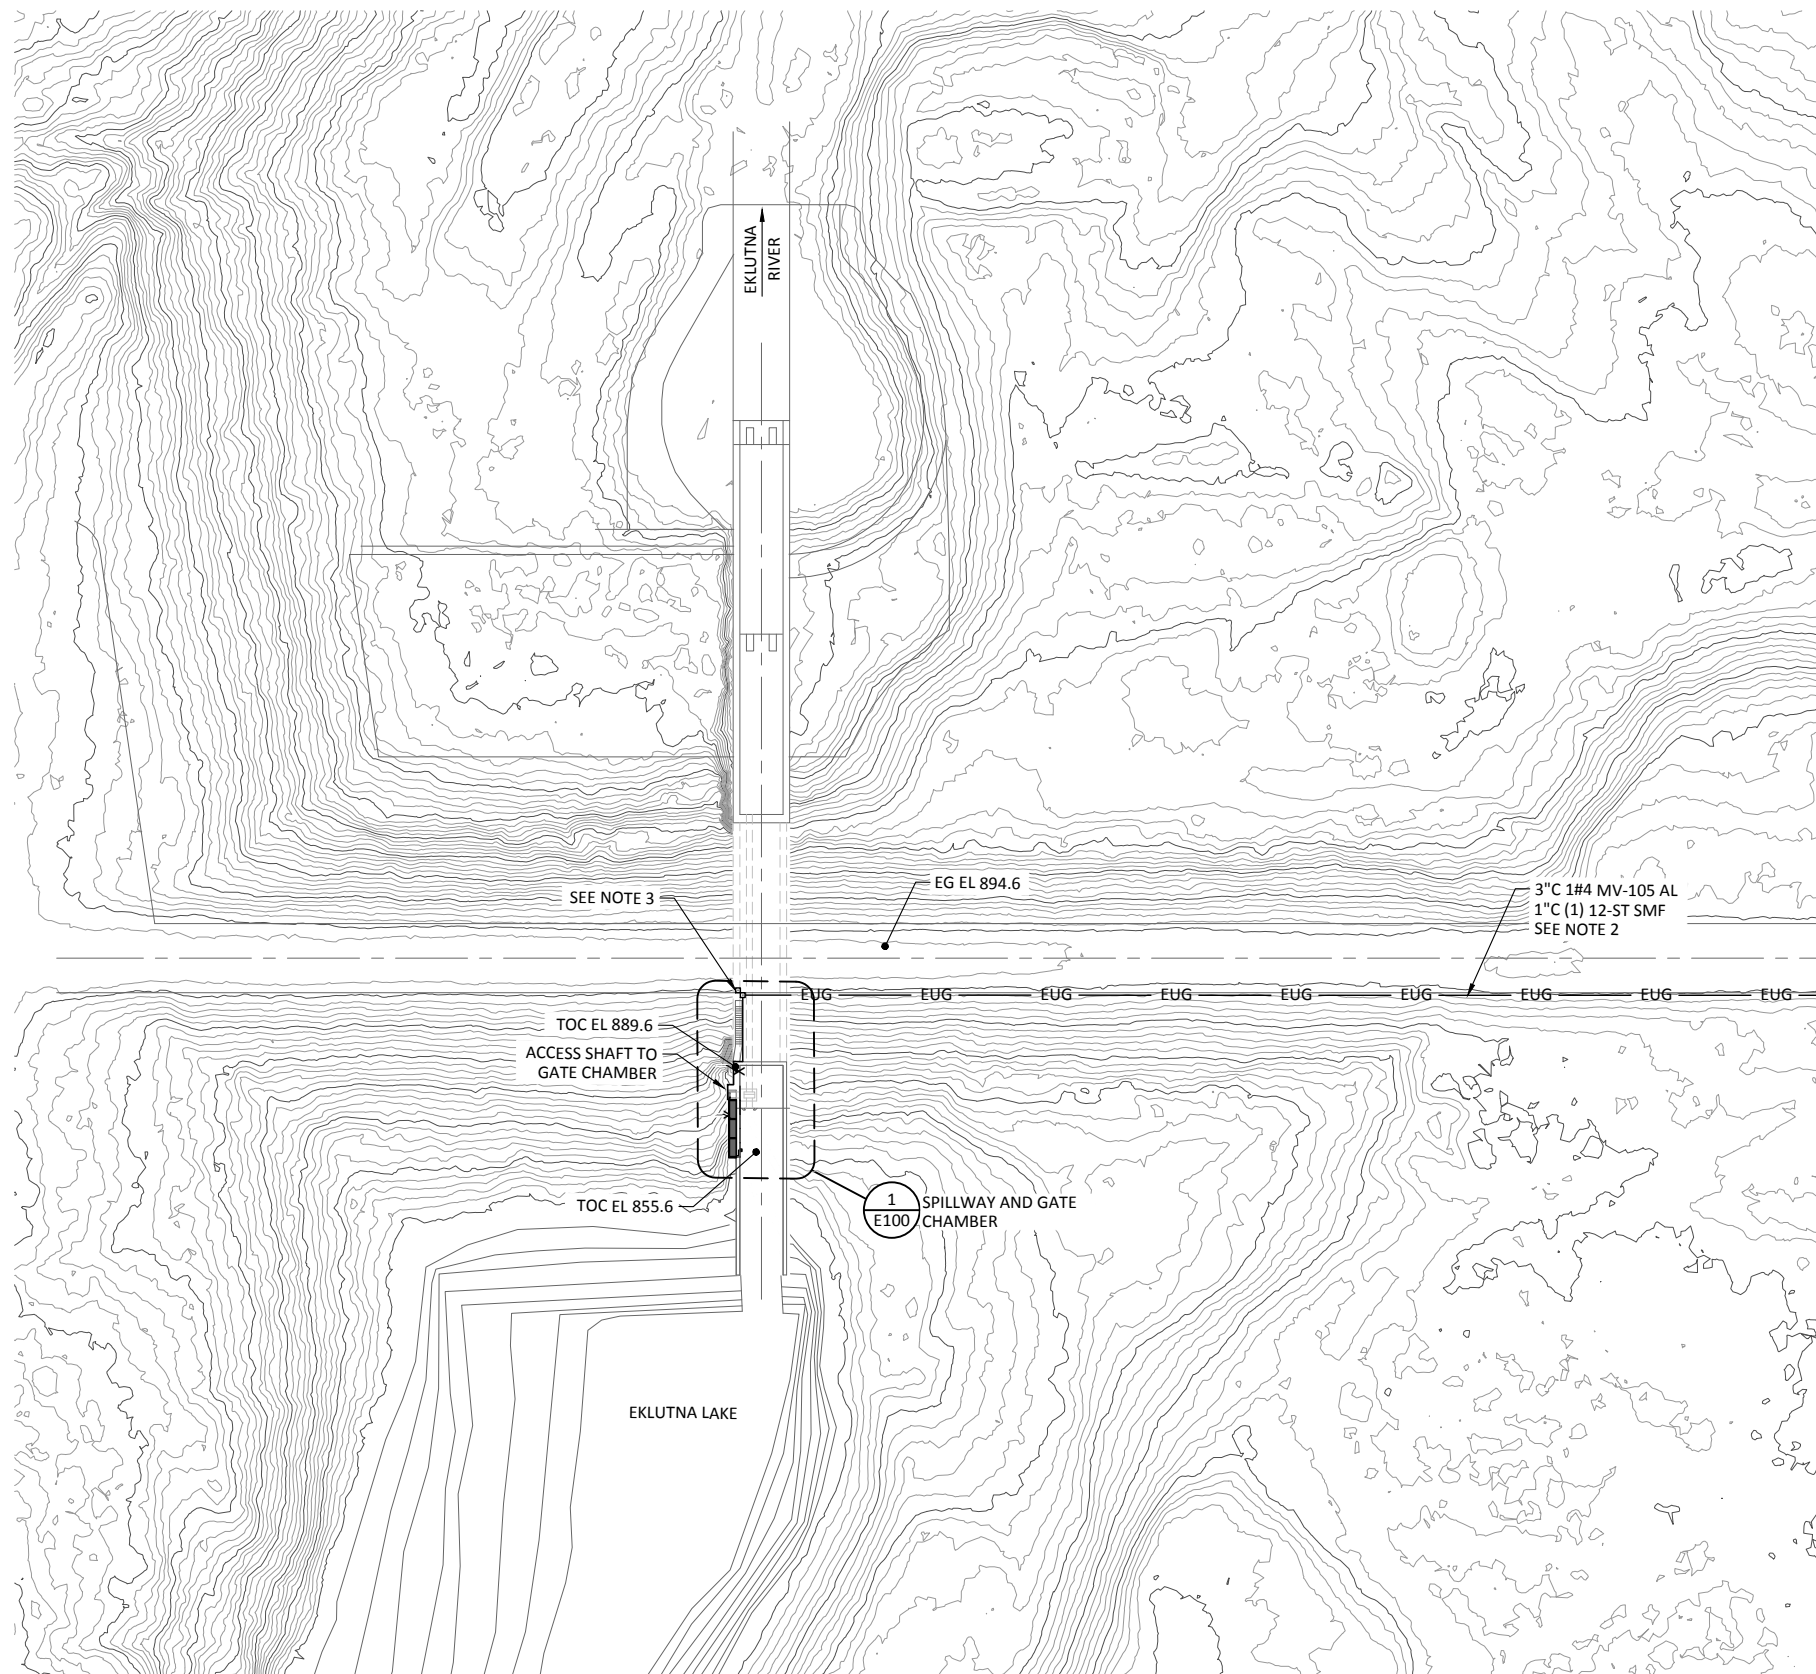 EKLUTNA
RIVER
EG EL 894.6
SEE NOTE 3
3"C 1#4 MV-105 AL
1"C (1) 12-ST SMF
SEE NOTE 2
EUG EUG EUG EUG EUG EUG EUG EUG EUG
TOC EL 889.6
ACCESS SHAFT TO
GATE CHAMBER
TOC EL 855.6
1
E100
SPILLWAY AND GATE
CHAMBER
EKLUTNA LAKE